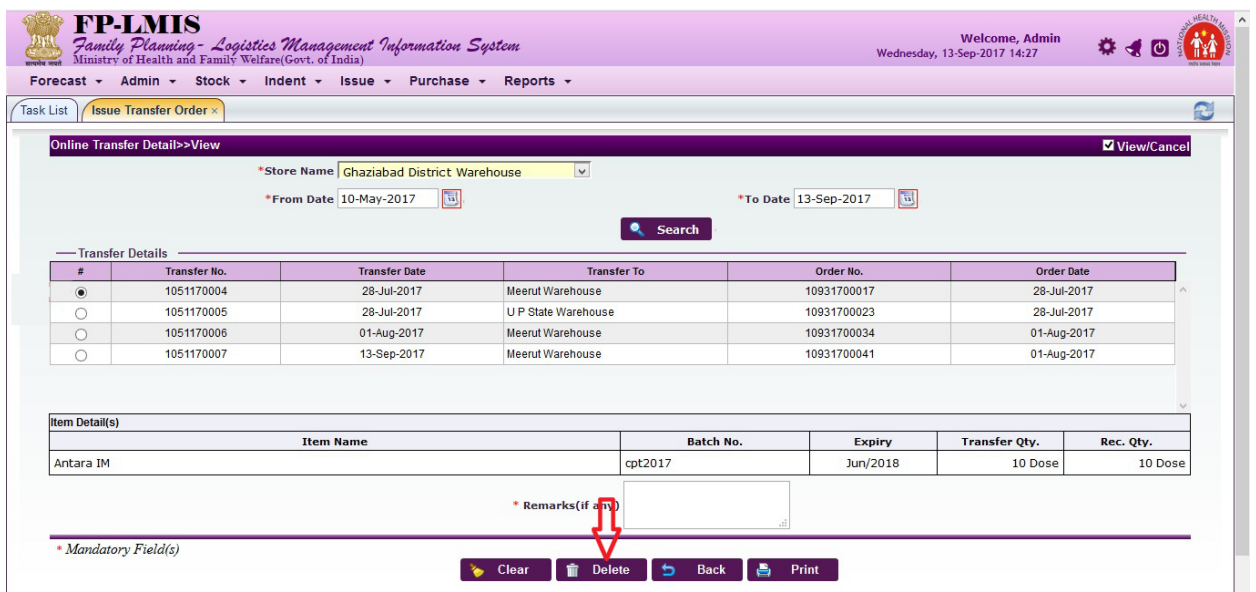 FP-LMIS
Family Planning- Logistics Management Information System
Ministry of Health and Family Welfare(Govt. of India)
Welcome, Admin
Wednesday, 13-Sep-2017 14:27
NATIONAL HEALTH MISSION
Forecast Admin Stock Indent Issue Purchase Reports
Task List Issue Transfer Order ×
Online Transfer Detail>>View View/Cancel
*Store Name Ghaziabad District Warehouse
*From Date 10-May-2017 *To Date 13-Sep-2017
Search
Transfer Details
# Transfer No. Transfer Date Transfer To Order No. Order Date
1051170004 28-Jul-2017 Meerut Warehouse 10931700017 28-Jul-2017
1051170005 28-Jul-2017 U P State Warehouse 10931700023 28-Jul-2017
1051170006 01-Aug-2017 Meerut Warehouse 10931700034 01-Aug-2017
1051170007 13-Sep-2017 Meerut Warehouse 10931700041 01-Aug-2017
Item Detail(s)
Item Name Batch No. Expiry Transfer Qty. Rec. Qty.
Antara IM cpt2017 Jun/2018 10 Dose 10 Dose
* Remarks(if any)
* Mandatory Field(s)
Clear Delete Back Print